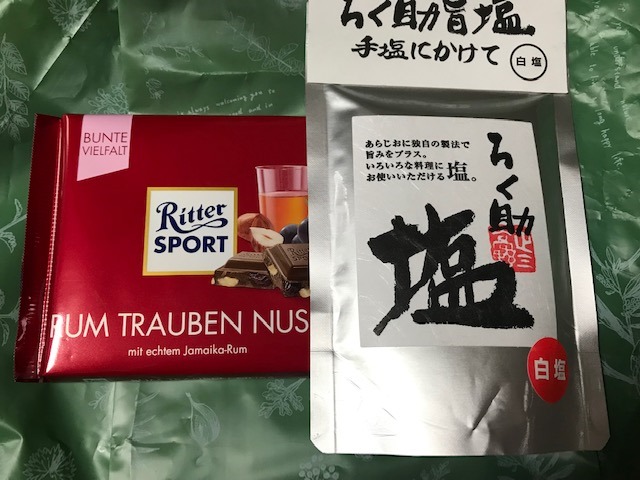 BUNTE
VIELFALT
Ritter
SPORT
RUM TRAUBEN NUS
mit echtem Jamaika-Rum
ろく助旨塩
手塩にかけて
白塩
あらじおに独自の製法で
旨みをプラス。
いろいろな料理に
お使いいただける塩。
ろく助
塩
白塩